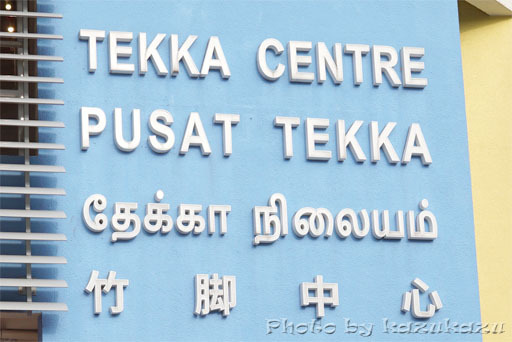 TEKKA CENTRE
PUSAT TEKKA
தேக்கா நிலையம்
竹脚中心
Photo by kazukazu